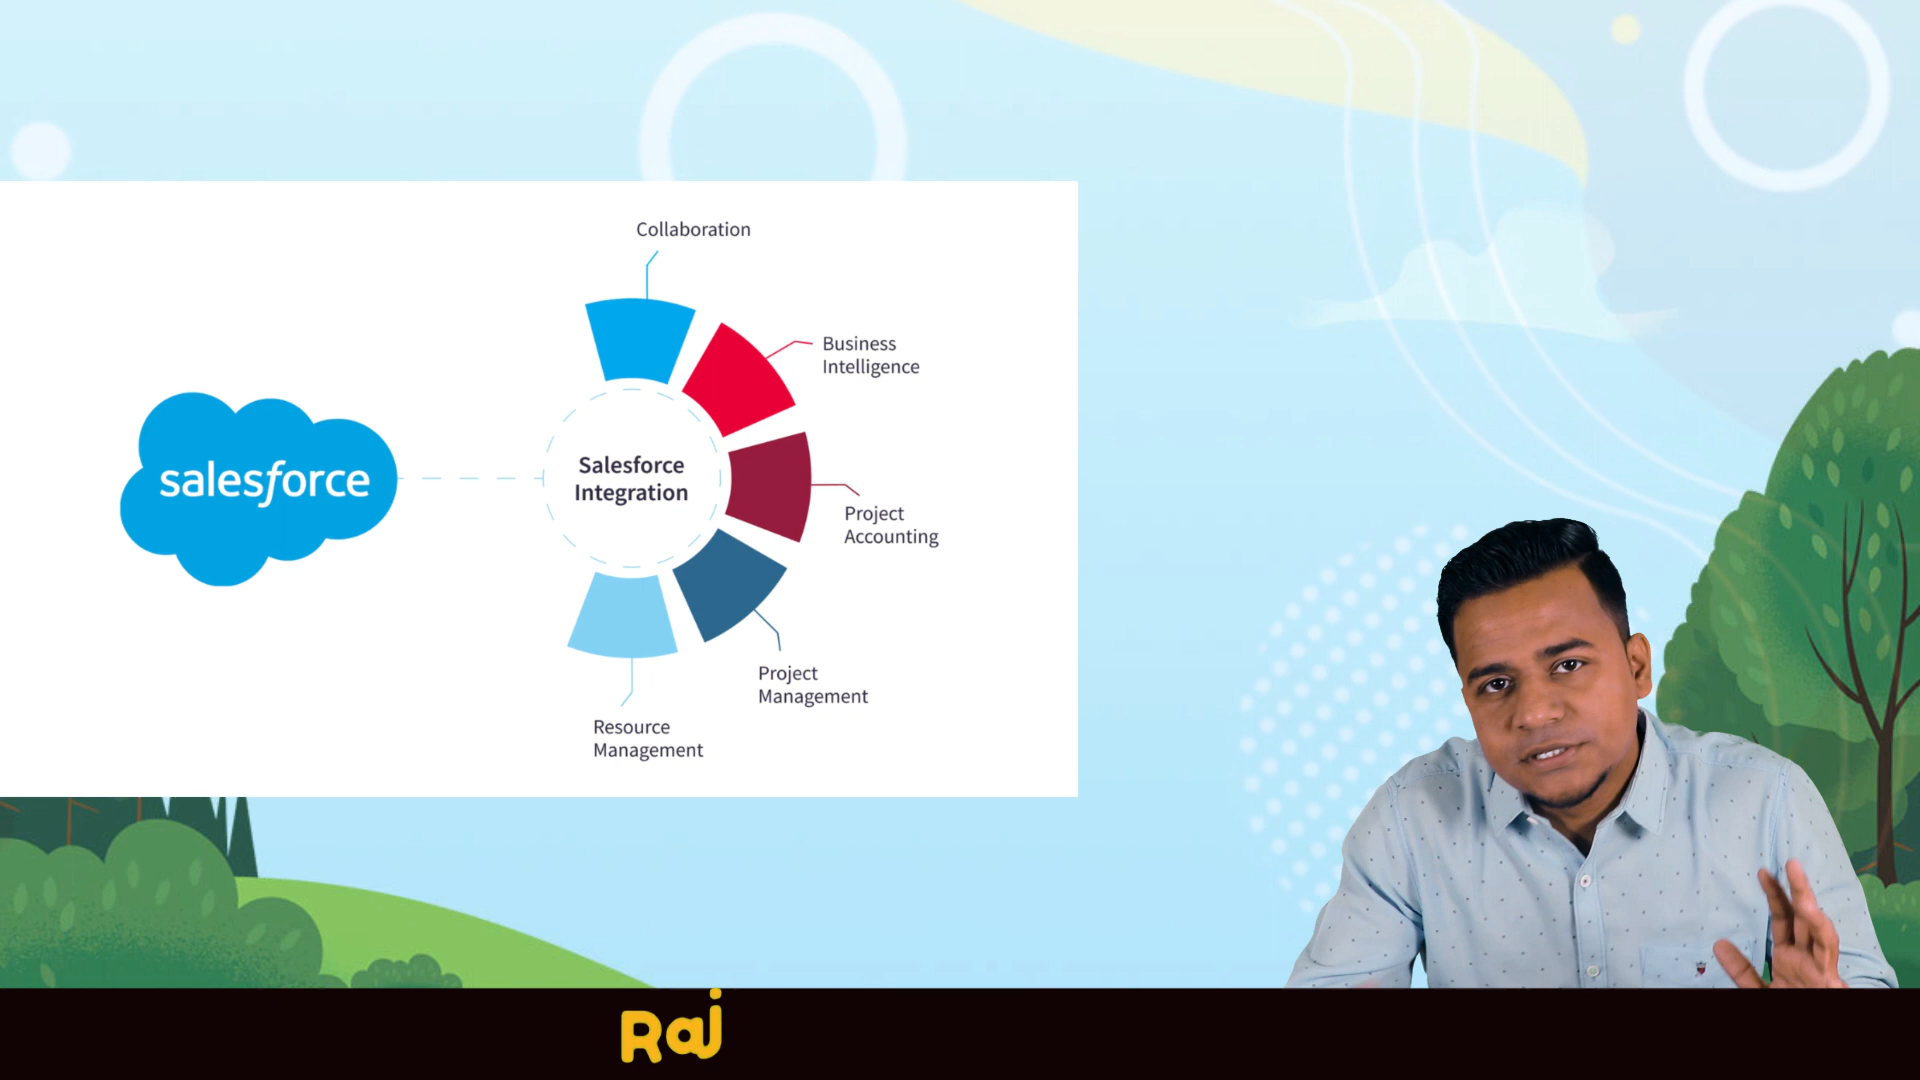 Collaboration
Business
Intelligence
salesforce
Salesforce
Integration
Project
Accounting
Project
Management
Resource
Management
Raj